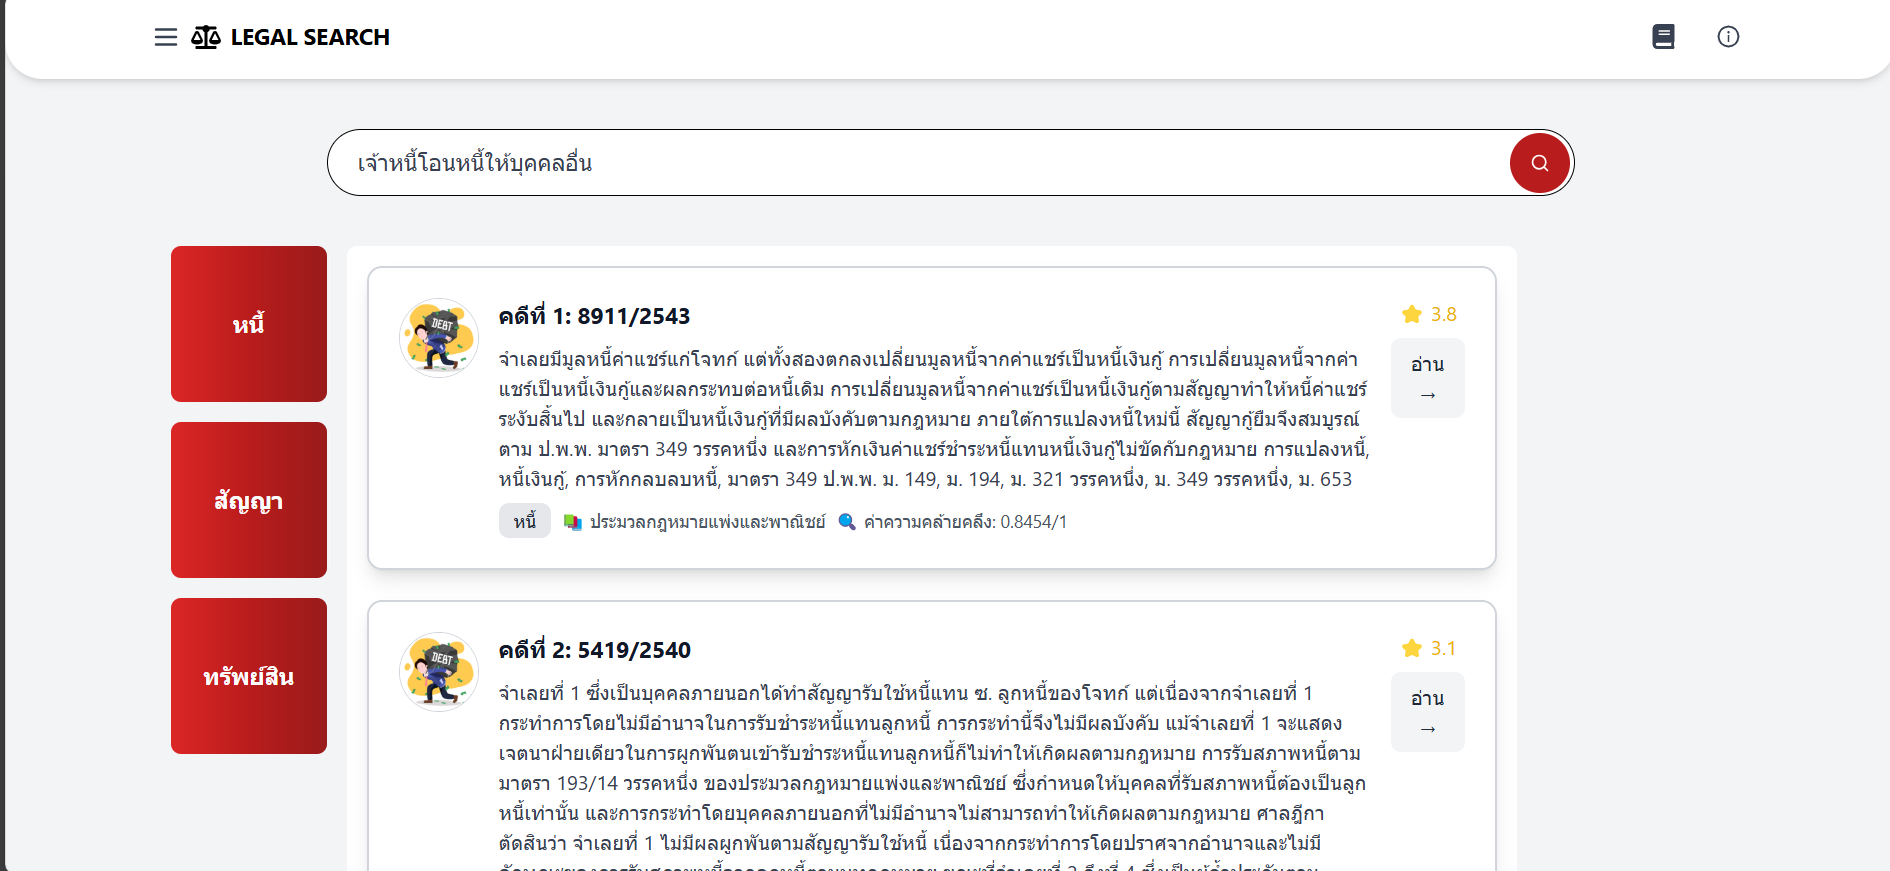 LEGAL SEARCH
เจ้าหนี้โอนหนี้ให้บุคคลอื่น
หนี้
สัญญา
ทรัพย์สิน
DEBT
คดีที่ 1: 8911/2543
3.8
จำเลยมีมูลหนี้ค่าแชร์แก่โจทก์ แต่ทั้งสองตกลงเปลี่ยนมูลหนี้จากค่าแชร์เป็นหนี้เงินกู้ การเปลี่ยนมูลหนี้จากค่า
แชร์เป็นหนี้เงินกู้และผลกระทบต่อหนี้เดิม การเปลี่ยนมูลหนี้จากค่าแชร์เป็นหนี้เงินกู้ตามสัญญาทำให้หนี้ค่าแชร์
ระงับสิ้นไป และกลายเป็นหนี้เงินกู้ที่มีผลบังคับตามกฎหมาย ภายใต้การแปลงหนี้ใหม่นี้ สัญญากู้ยืมจึงสมบูรณ์
ตาม ป.พ.พ. มาตรา 349 วรรคหนึ่ง และการหักเงินค่าแชร์ชำระหนี้แทนหนี้เงินกู้ไม่ขัดกับกฎหมาย การแปลงหนี้,
หนี้เงินกู้, การหักกลบลบหนี้, มาตรา 349 ป.พ.พ. ม. 149, ม. 194, ม. 321 วรรคหนึ่ง, ม. 349 วรรคหนึ่ง, ม. 653
อ่าน
→
หนี้ ประมวลกฎหมายแพ่งและพาณิชย์ ค่าความคล้ายคลึง: 0.8454/1
DEBT
คดีที่ 2: 5419/2540
3.1
จำเลยที่ 1 ซึ่งเป็นบุคคลภายนอกได้ทำสัญญารับใช้หนี้แทน ซ. ลูกหนี้ของโจทก์ แต่เนื่องจากจำเลยที่ 1
กระทำการโดยไม่มีอำนาจในการรับชำระหนี้แทนลูกหนี้ การกระทำนี้จึงไม่มีผลบังคับ แม้จำเลยที่ 1 จะแสดง
เจตนาฝ่ายเดียวในการผูกพันตนเข้ารับชำระหนี้แทนลูกหนี้ก็ไม่ทำให้เกิดผลตามกฎหมาย การรับสภาพหนี้ตาม
มาตรา 193/14 วรรคหนึ่ง ของประมวลกฎหมายแพ่งและพาณิชย์ ซึ่งกำหนดให้บุคคลที่รับสภาพหนี้ต้องเป็นลูก
หนี้เท่านั้น และการกระทำโดยบุคคลภายนอกที่ไม่มีอำนาจไม่สามารถทำให้เกิดผลตามกฎหมาย ศาลฎีกา
ตัดสินว่า จำเลยที่ 1 ไม่มีผลผูกพันตามสัญญารับใช้หนี้ เนื่องจากกระทำการโดยปราศจากอำนาจและไม่มี
อ่าน
→